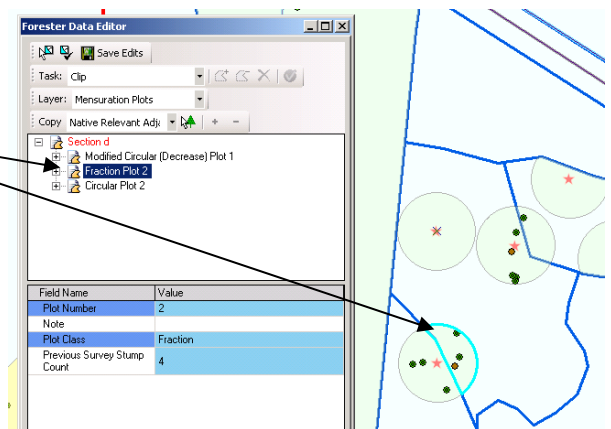 Forester Data Editor
Save Edits
Task: Clip
Layer: Mensuration Plots
Copy Native Relevant Adj
Section d
Modified Circular (Decrease) Plot 1
Fraction Plot 2
Circular Plot 2
Field Name Value
Plot Number 2
Note
Plot Class Fraction
Previous Survey Stump
Count 4